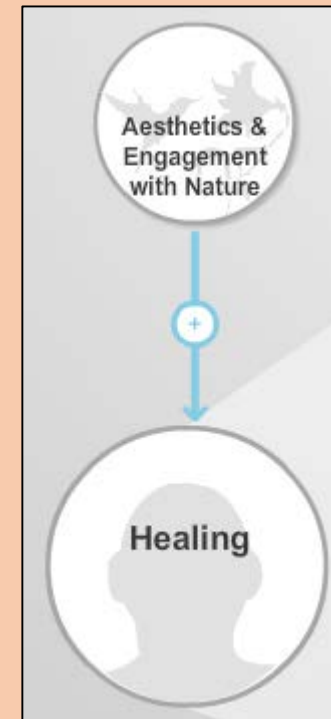 Aesthetics &
Engagement
with Nature
+
Healing